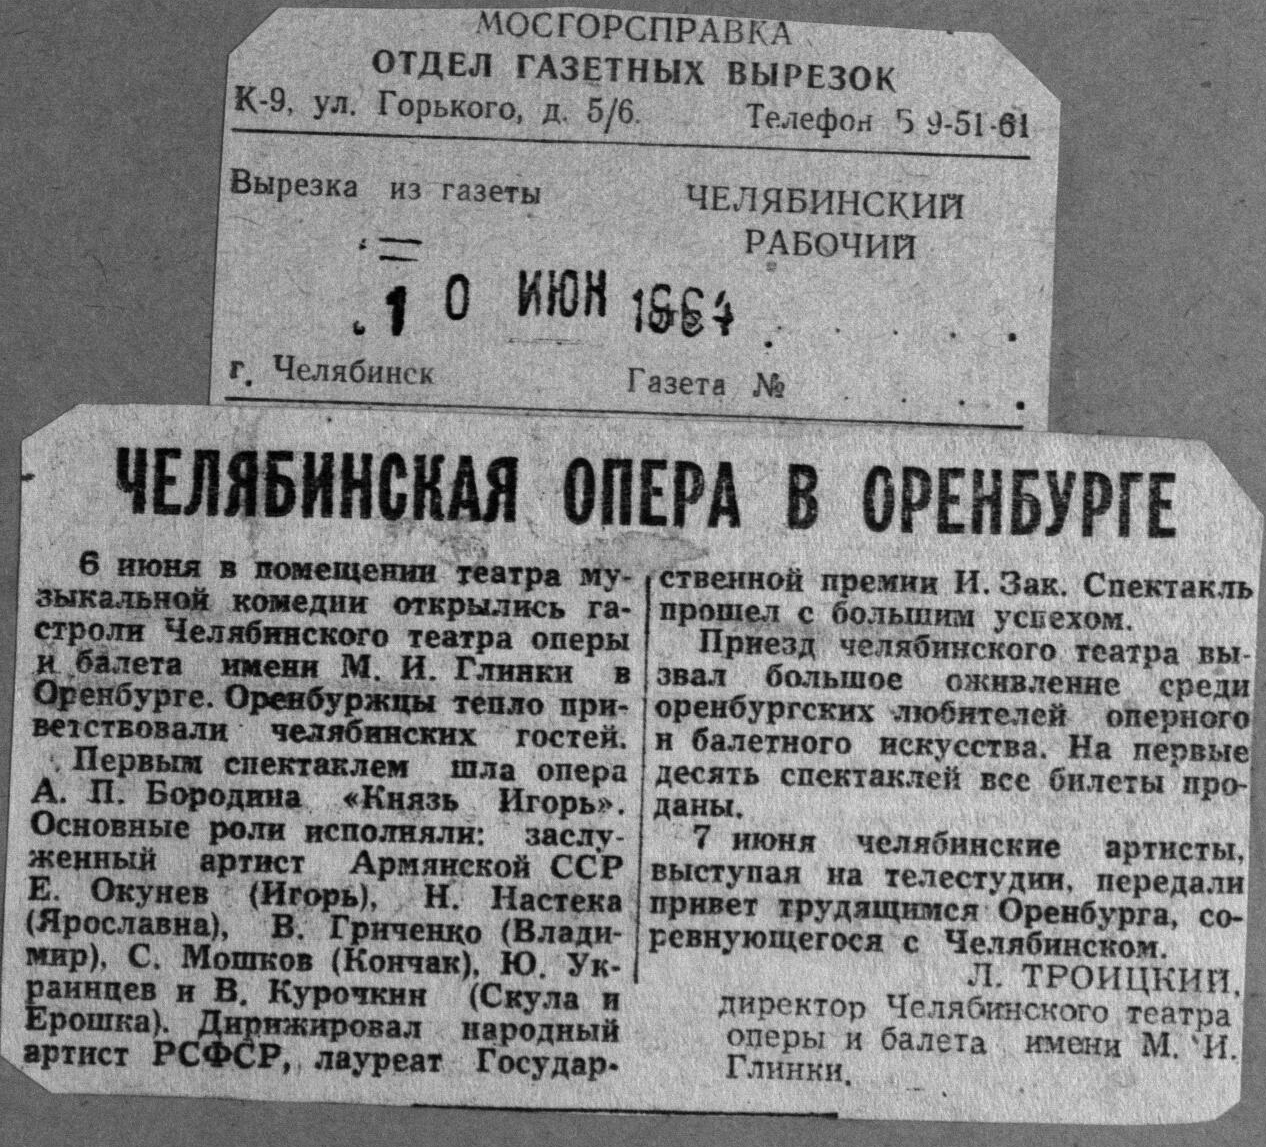 МОСГОРСПРАВКА
ОТДЕЛ ГАЗЕТНЫХ ВЫРЕЗОК
К-9, ул. Горького, д. 5/6. Телефон Б 9-51-61
Вырезка из газеты ЧЕЛЯБИНСКИЙ
РАБОЧИЙ
10 ИЮН
г. Челябинск Газета №
ЧЕЛЯБИНСКАЯ ОПЕРА В ОРЕНБУРГЕ
6 июня в помещении театра му-
зыкальной комедии открылись га-
строли Челябинского театра оперы
и балета имени М. И. Глинки в
Оренбурге. Оренбуржцы тепло при-
ветствовали челябинских гостей.
Первым спектаклем шла опера
А. П. Бородина «Князь Игорь».
Основные роли исполняли: заслу-
женный артист Армянской ССР
Е. Окунев (Игорь), Н. Настека
(Ярославна), В. Гриченко (Влади-
мир), С. Мошков (Кончак), Ю. Ук-
раинцев и В. Курочкин (Скула и
Ерошка). Дирижировал народный
артист РСФСР, лауреат Государ-
ственной премии И. Зак. Спектакль
прошел с большим успехом.
Приезд челябинского театра вы-
звал большое оживление среди
оренбургских любителей оперного
и балетного искусства. На первые
десять спектаклей все билеты про-
даны.
7 июня челябинские артисты,
выступая на телестудии, передали
привет трудящимся Оренбурга, со-
ревнующегося с Челябинском.
Л. ТРОИЦКИЙ,
директор Челябинского театра
оперы и балета имени М. И.
Глинки.